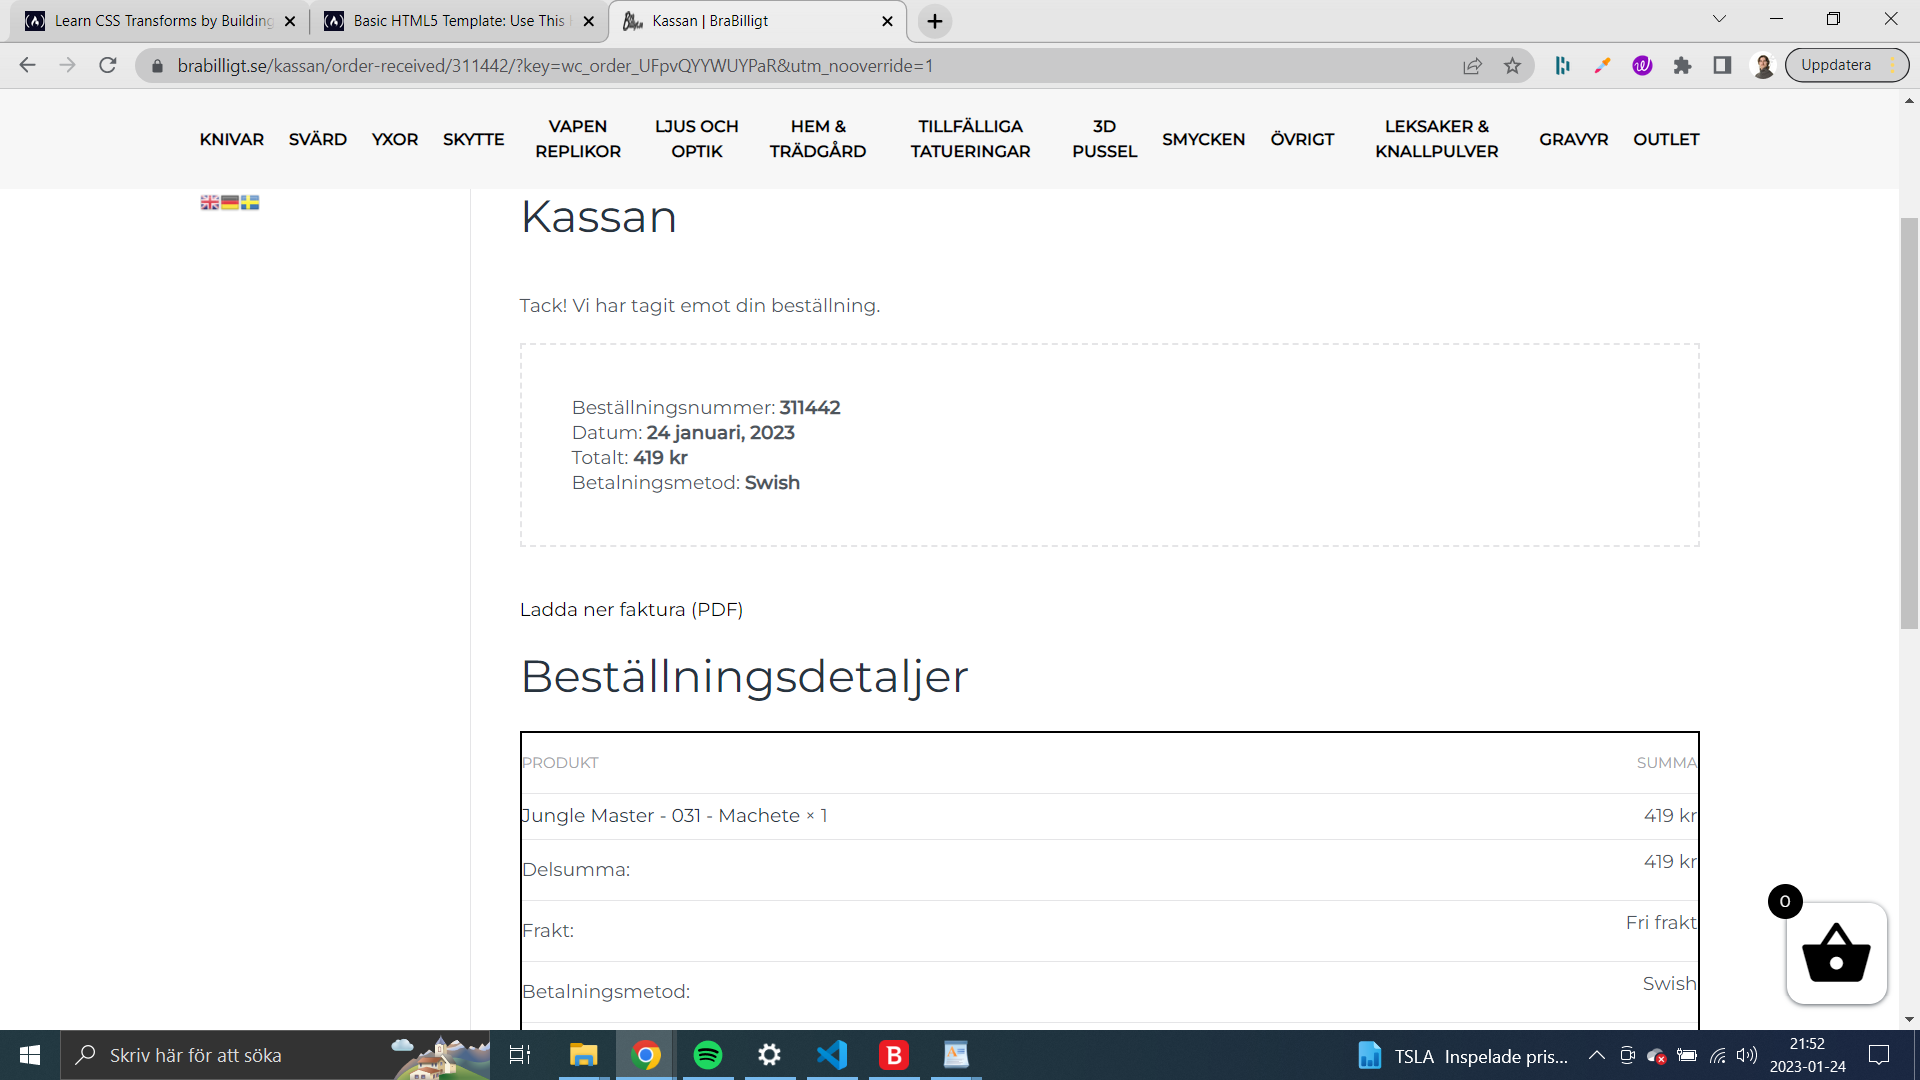 Learn CSS Transforms by Building
Basic HTML5 Template: Use This
Kassan | BraBilligt
brabilligt.se/kassan/order-received/311442/?key=wc_order_UFpvQYYWUYPaR&utm_nooverride=1
Uppdatera
KNIVAR
SVÄRD
YXOR
SKYTTE
VAPEN
REPLIKOR
LJUS OCH
OPTIK
HEM &
TRÄDGÅRD
TILLFÄLLIGA
TATUERINGAR
3D
PUSSEL
SMYCKEN
ÖVRIGT
LEKSAKER &
KNALLPULVER
GRAVYR
OUTLET
Kassan
Tack! Vi har tagit emot din beställning.
Beställningsnummer: 311442
Datum: 24 januari, 2023
Totalt: 419 kr
Betalningsmetod: Swish
Ladda ner faktura (PDF)
Beställningsdetaljer
PRODUKT SUMMA
Jungle Master - 031 - Machete × 1 419 kr
Delsumma: 419 kr
Frakt: Fri frakt
Betalningsmetod: Swish
0
Skriv här för att söka
B
TSLA Inspelade pris...
21:52
2023-01-24